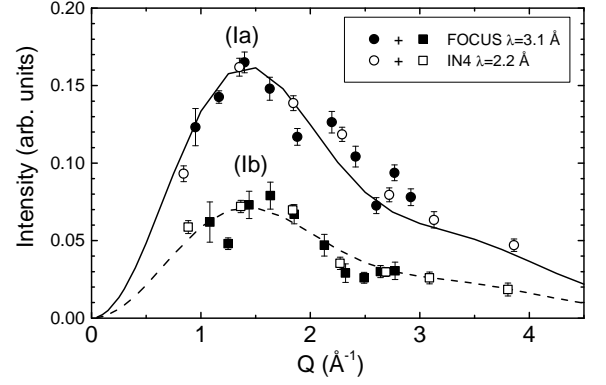 (Ia)
● + ■ FOCUS λ=3.1 Å
○ + □ IN4 λ=2.2 Å
(Ib)
Intensity (arb. units)
0.20
0.15
0.10
0.05
0.00
0 1 2 3 4
Q (Å⁻¹)